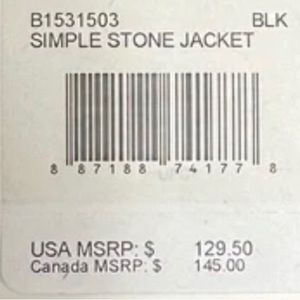 B1531503 BLK
SIMPLE STONE JACKET
8 87188 74177 8
USA MSRP: $ 129.50
Canada MSRP: $ 145.00